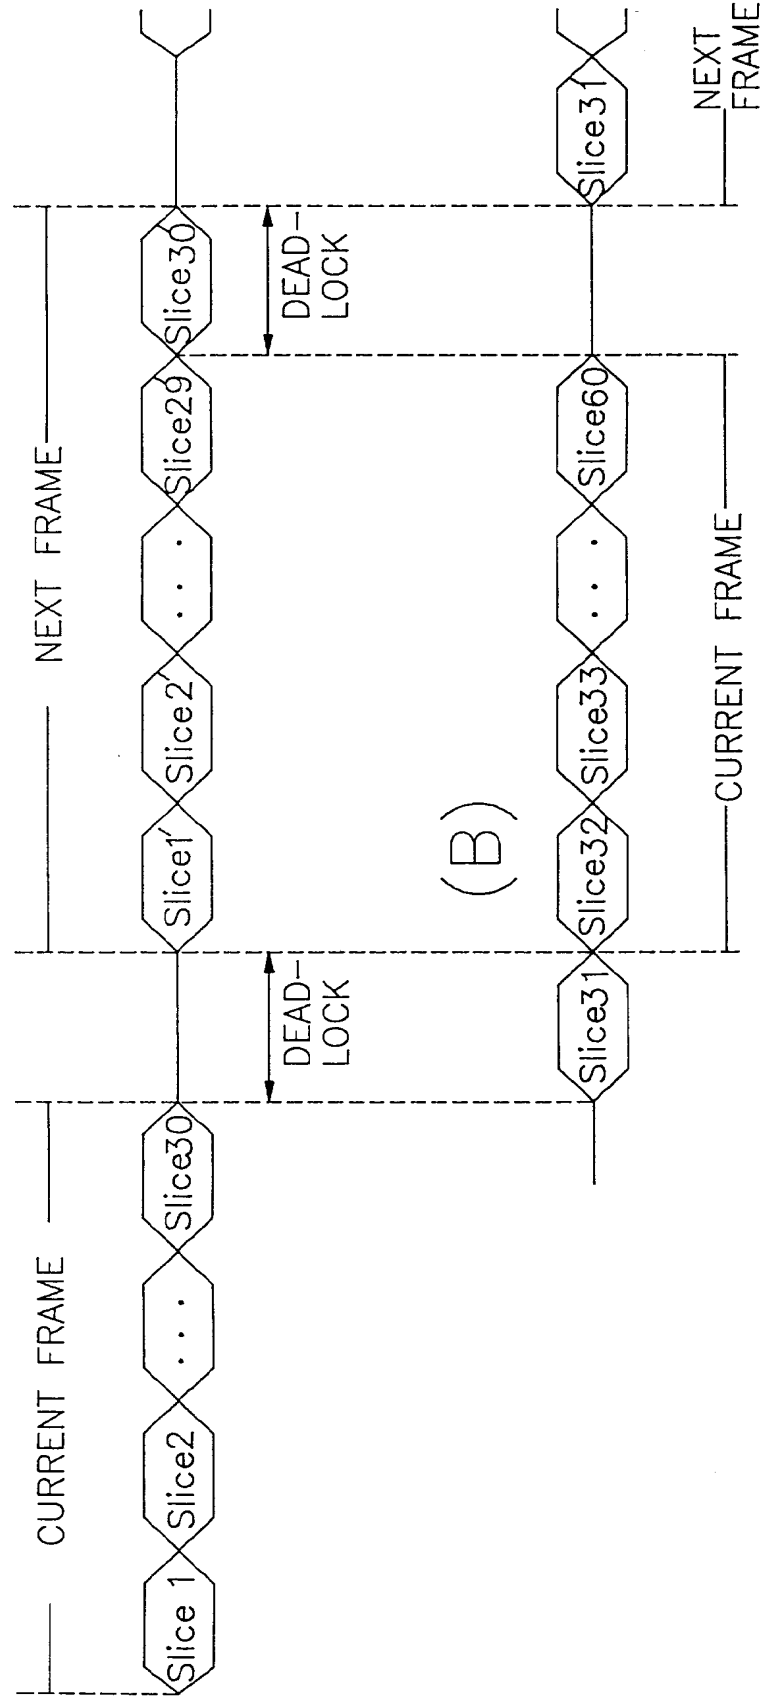 CURRENT FRAME
NEXT FRAME
Slice 1
Slice2
. . .
Slice30
Slice1′
Slice2′
. . .
Slice29′
Slice30′
DEAD-
LOCK
DEAD-
LOCK
(B)
Slice31
Slice32
Slice33
. . .
Slice60
Slice31′
CURRENT FRAME
NEXT
FRAME